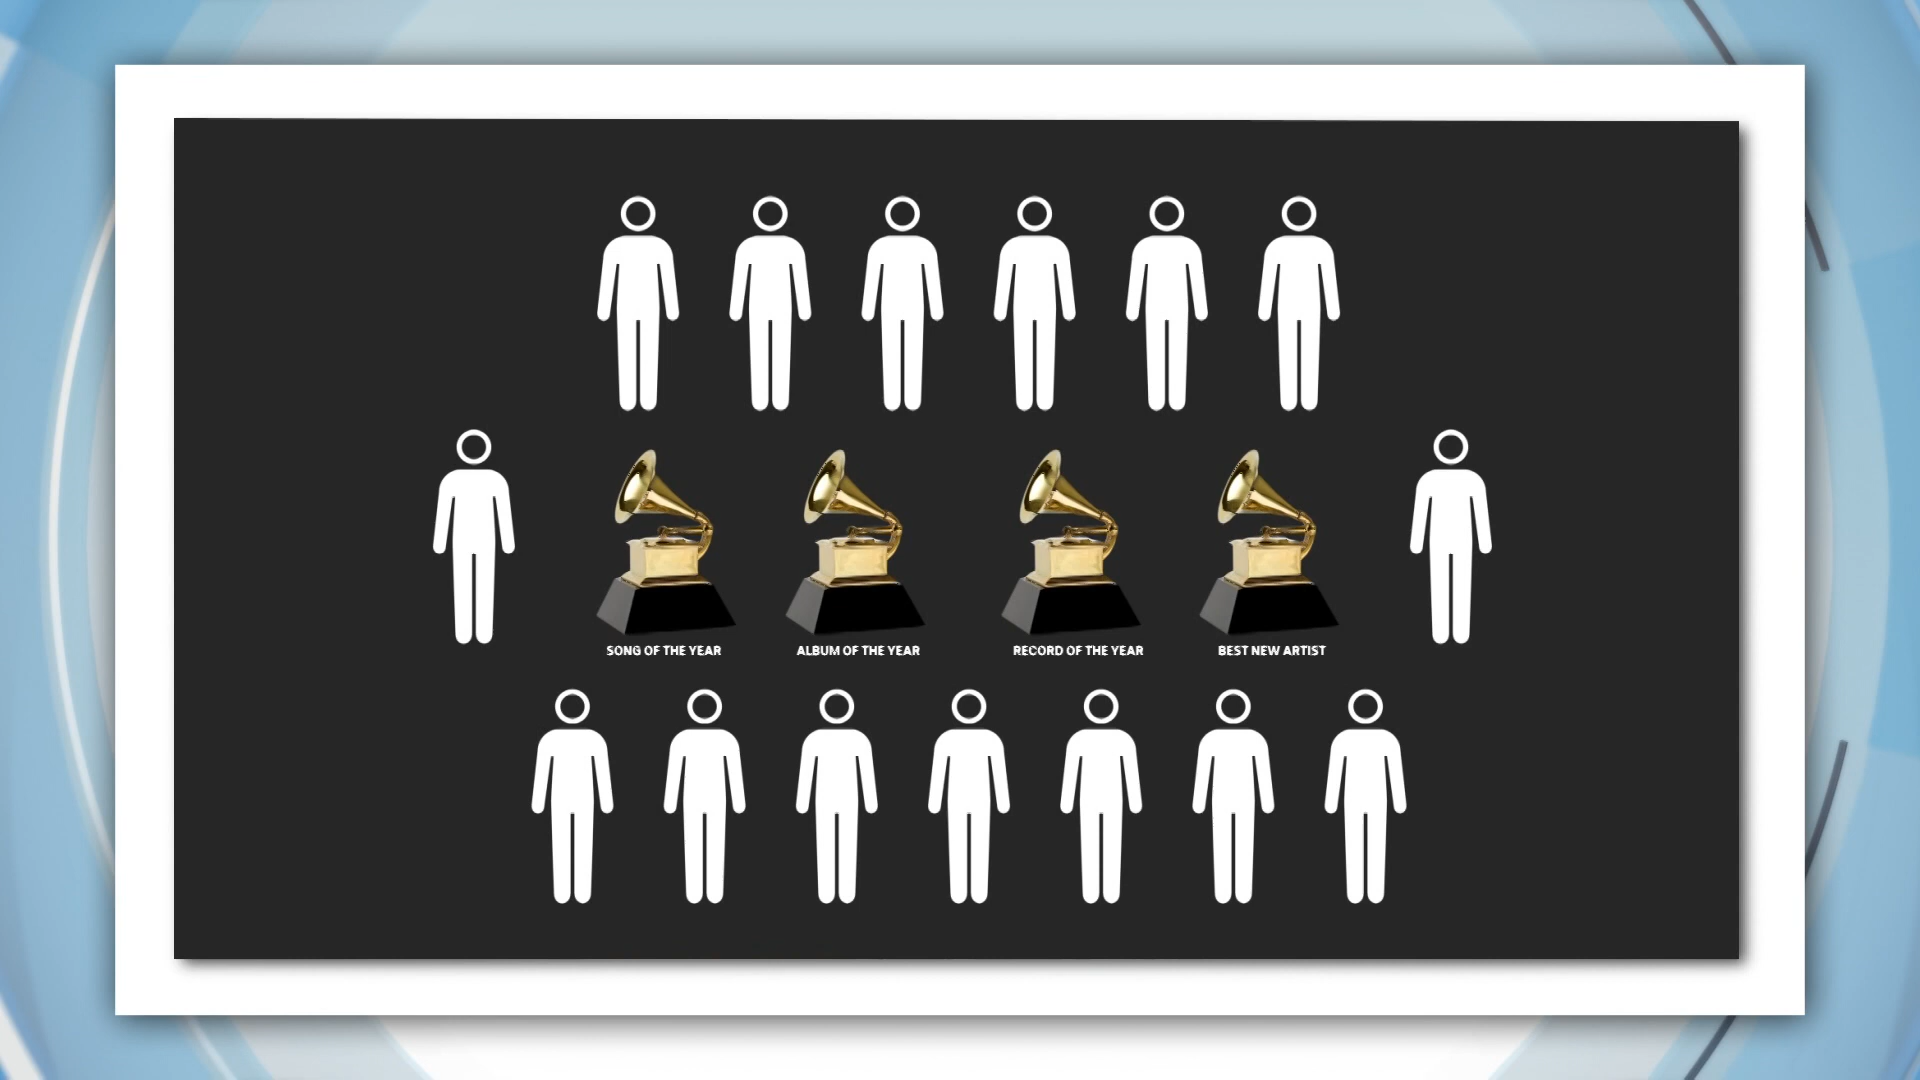 SONG OF THE YEAR
ALBUM OF THE YEAR
RECORD OF THE YEAR
BEST NEW ARTIST